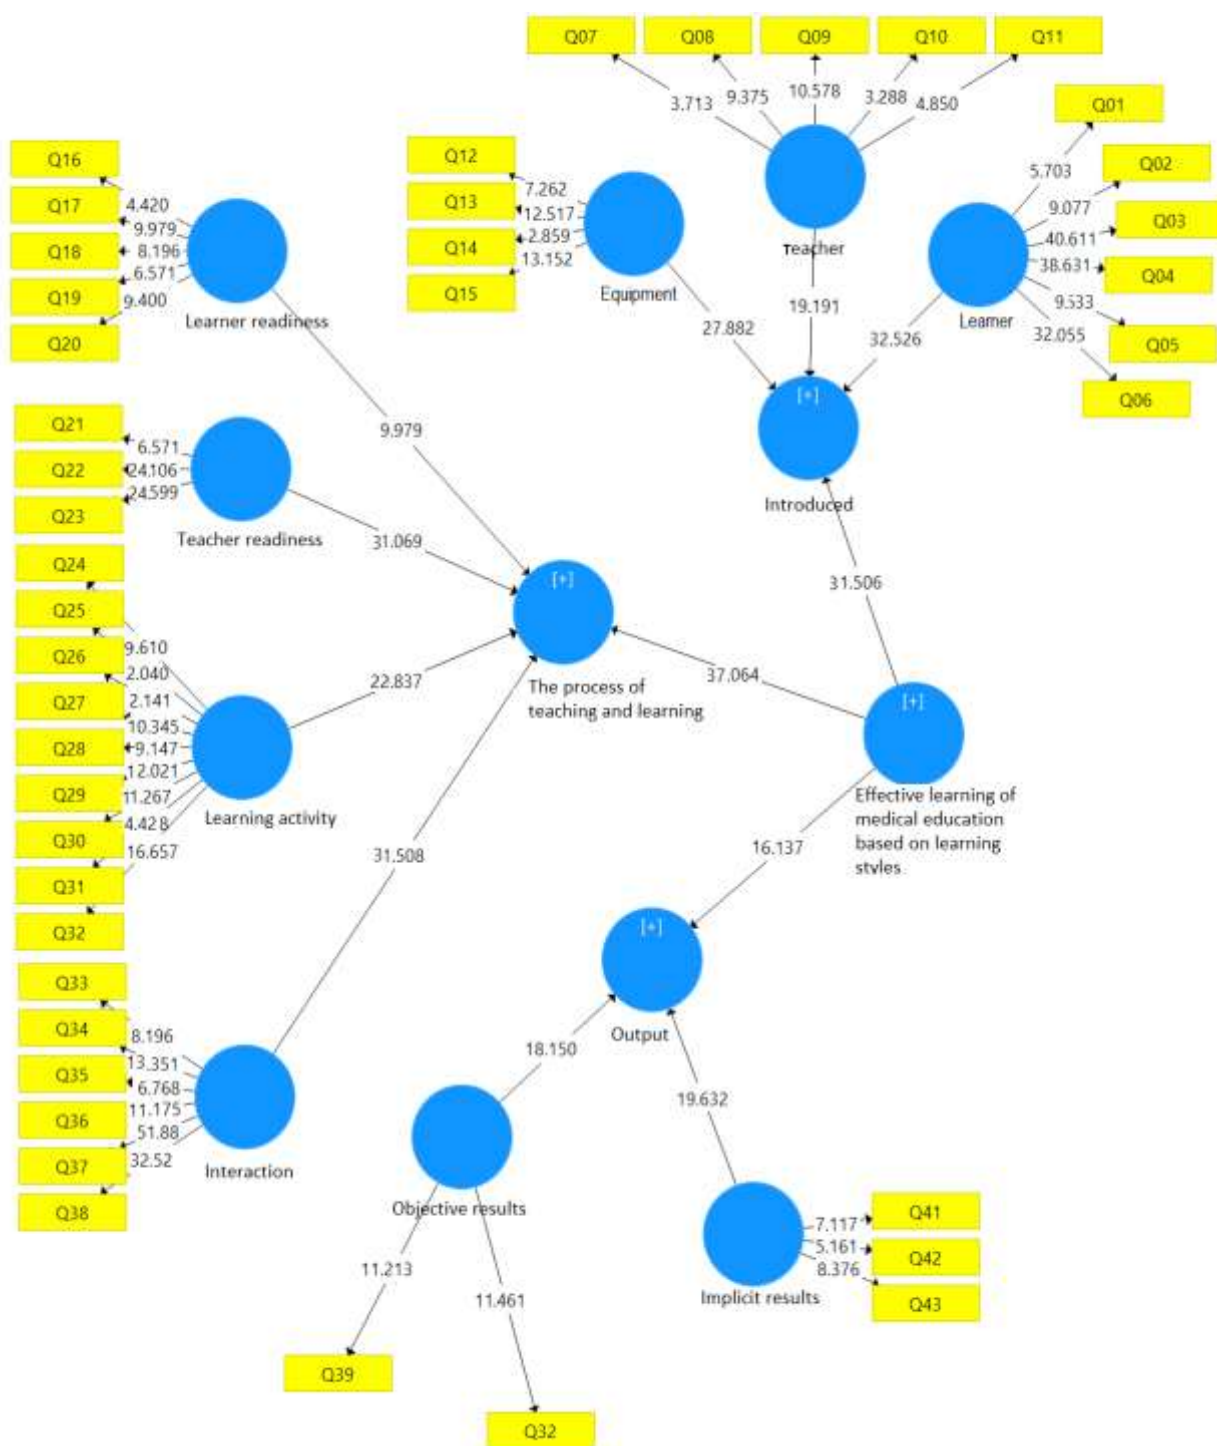 Q07
Q08
Q09
Q10
Q11
3.713
9.375
10.578
3.288
4.850
Teacher
19.191
Q01
Q02
Q03
Q04
Q05
Q06
5.703
9.077
40.611
38.631
9.533
32.055
Learner
32.526
Q12
Q13
Q14
Q15
7.262
12.517
2.859
13.152
Equipment
27.882
[+]
Introduced
31.506
Q16
Q17
Q18
Q19
Q20
4.420
9.979
8.196
6.571
9.400
Learner readiness
9.979
Q21
Q22
Q23
6.571
24.106
24.599
Teacher readiness
31.069
[+]
The process of
teaching and learning
37.064
[+]
Effective learning of
medical education
based on learning
styles
16.137
Q24
Q25
Q26
Q27
Q28
Q29
Q30
Q31
Q32
9.610
2.040
2.141
10.345
9.147
12.021
11.267
4.428
16.657
Learning activity
22.837
Q33
Q34
Q35
Q36
Q37
Q38
8.196
13.351
6.768
11.175
51.88
32.52
Interaction
31.508
[+]
Output
18.150
19.632
Objective results
11.213
11.461
Q39
Q32
Implicit results
7.117
5.161
8.376
Q41
Q42
Q43